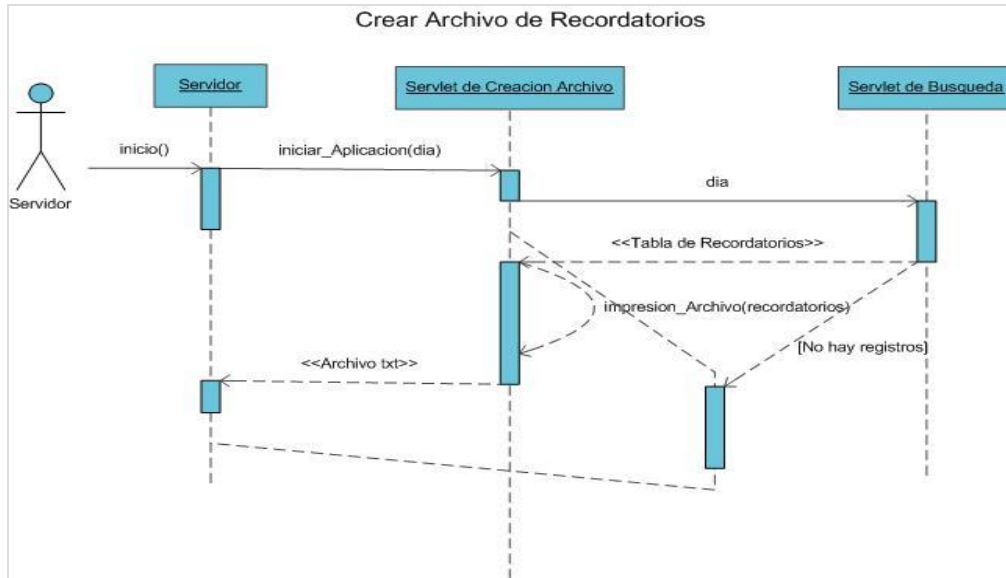 Crear Archivo de Recordatorios
Servidor
Servlet de Creacion Archivo
Servlet de Busqueda
inicio()
iniciar_Aplicacion(dia)
dia
Servidor
<<Tabla de Recordatorios>>
impresion_Archivo(recordatorios)
[No hay registros]
<<Archivo txt>>